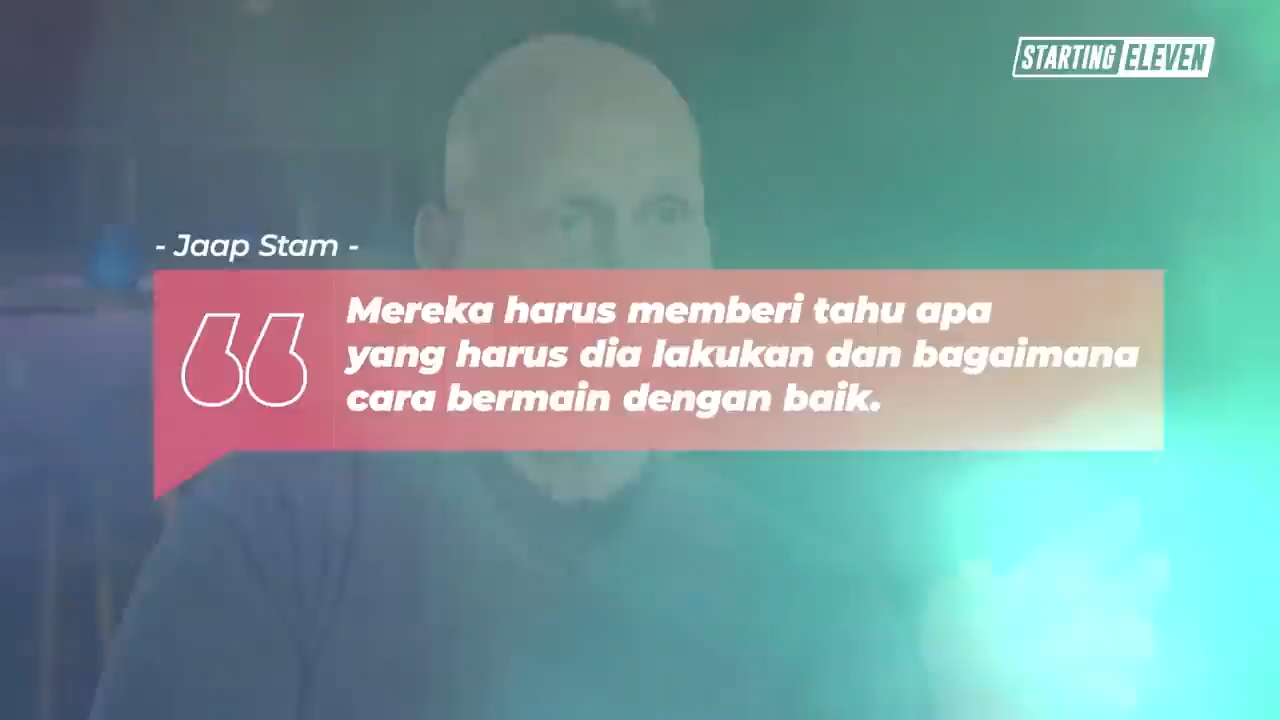 STARTING ELEVEN
- Jaap Stam -
Mereka harus memberi tahu apa
yang harus dia lakukan dan bagaimana
cara bermain dengan baik.